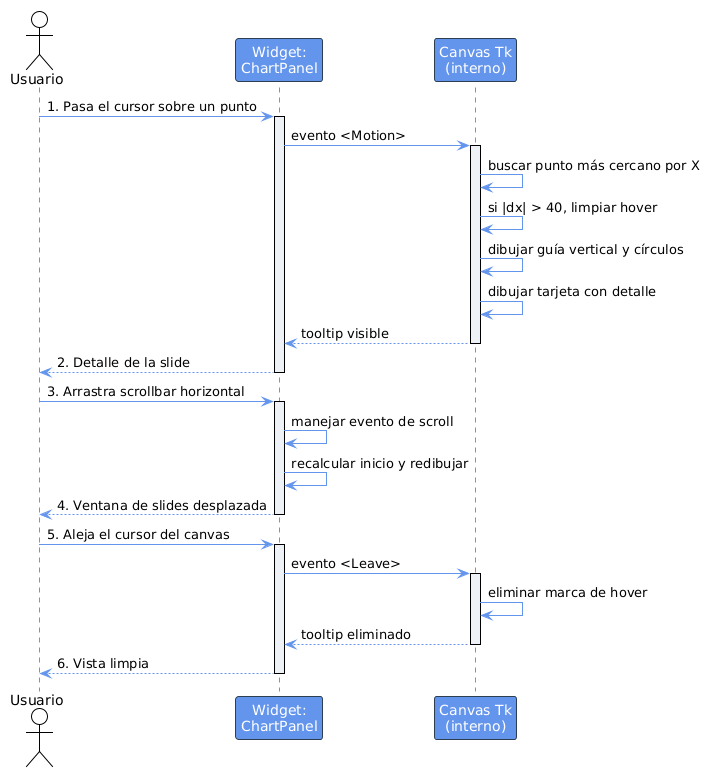 Usuario
Widget:
ChartPanel
Canvas Tk
(interno)
1. Pasa el cursor sobre un punto
evento <Motion>
buscar punto más cercano por X
si |dx| > 40, limpiar hover
dibujar guía vertical y círculos
dibujar tarjeta con detalle
tooltip visible
2. Detalle de la slide
3. Arrastra scrollbar horizontal
manejar evento de scroll
recalcular inicio y redibujar
4. Ventana de slides desplazada
5. Aleja el cursor del canvas
evento <Leave>
eliminar marca de hover
tooltip eliminado
6. Vista limpia
Usuario
Widget:
ChartPanel
Canvas Tk
(interno)